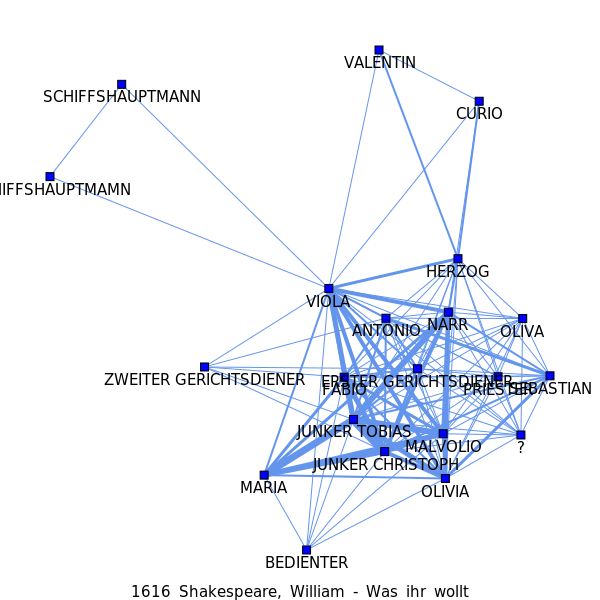 VALENTIN
SCHIFFSHAUPTMANN
CURIO
IFFSHAUPTMAMN
HERZOG
VIOLA
NARR
ANTONIO
OLIVA
ZWEITER GERICHTSDIENER
ERSTER GERICHTSDIENER
FABIO
PRIESTER
SEBASTIAN
JUNKER TOBIAS
MALVOLIO
?
JUNKER CHRISTOPH
MARIA
OLIVIA
BEDIENTER
1616 Shakespeare, William - Was ihr wollt